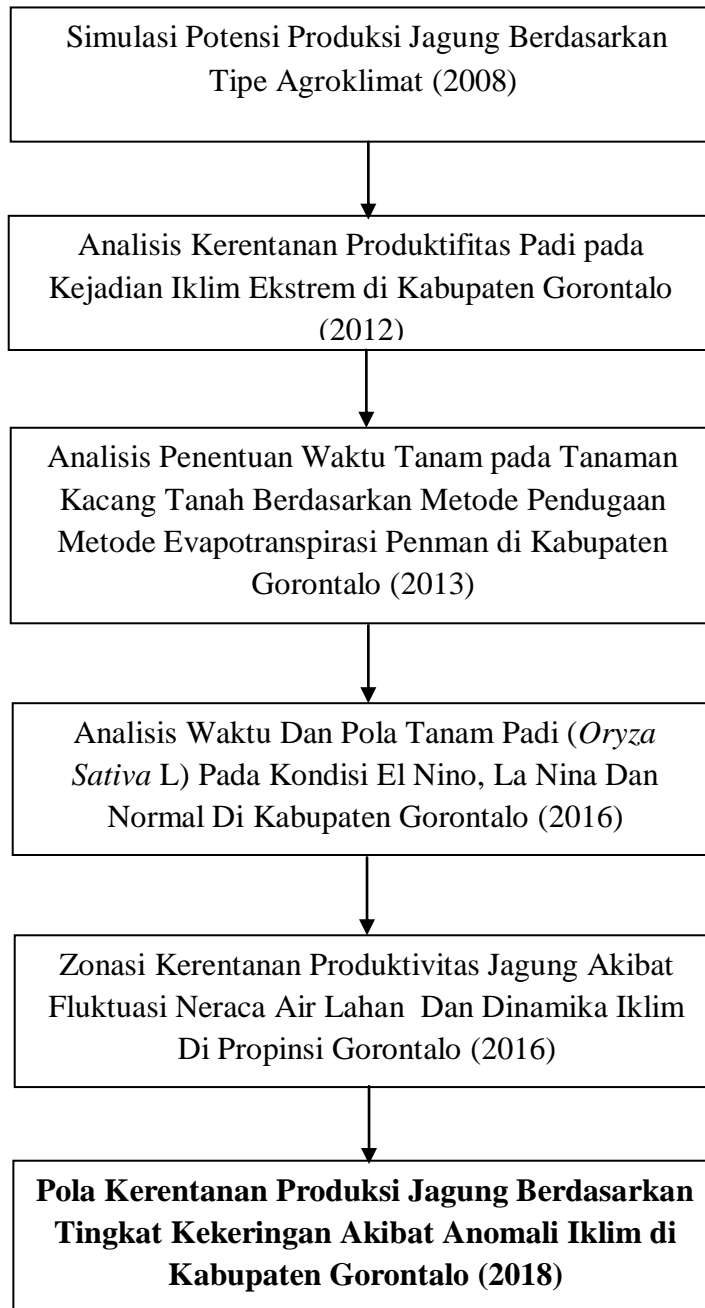 Simulasi Potensi Produksi Jagung Berdasarkan
Tipe Agroklimat (2008)
Analisis Kerentanan Produktifitas Padi pada
Kejadian Iklim Ekstrem di Kabupaten Gorontalo
(2012)
Analisis Penentuan Waktu Tanam pada Tanaman
Kacang Tanah Berdasarkan Metode Pendugaan
Metode Evapotranspirasi Penman di Kabupaten
Gorontalo (2013)
Analisis Waktu Dan Pola Tanam Padi (Oryza
Sativa L) Pada Kondisi El Nino, La Nina Dan
Normal Di Kabupaten Gorontalo (2016)
Zonasi Kerentanan Produktivitas Jagung Akibat
Fluktuasi Neraca Air Lahan Dan Dinamika Iklim
Di Propinsi Gorontalo (2016)
Pola Kerentanan Produksi Jagung Berdasarkan
Tingkat Kekeringan Akibat Anomali Iklim di
Kabupaten Gorontalo (2018)